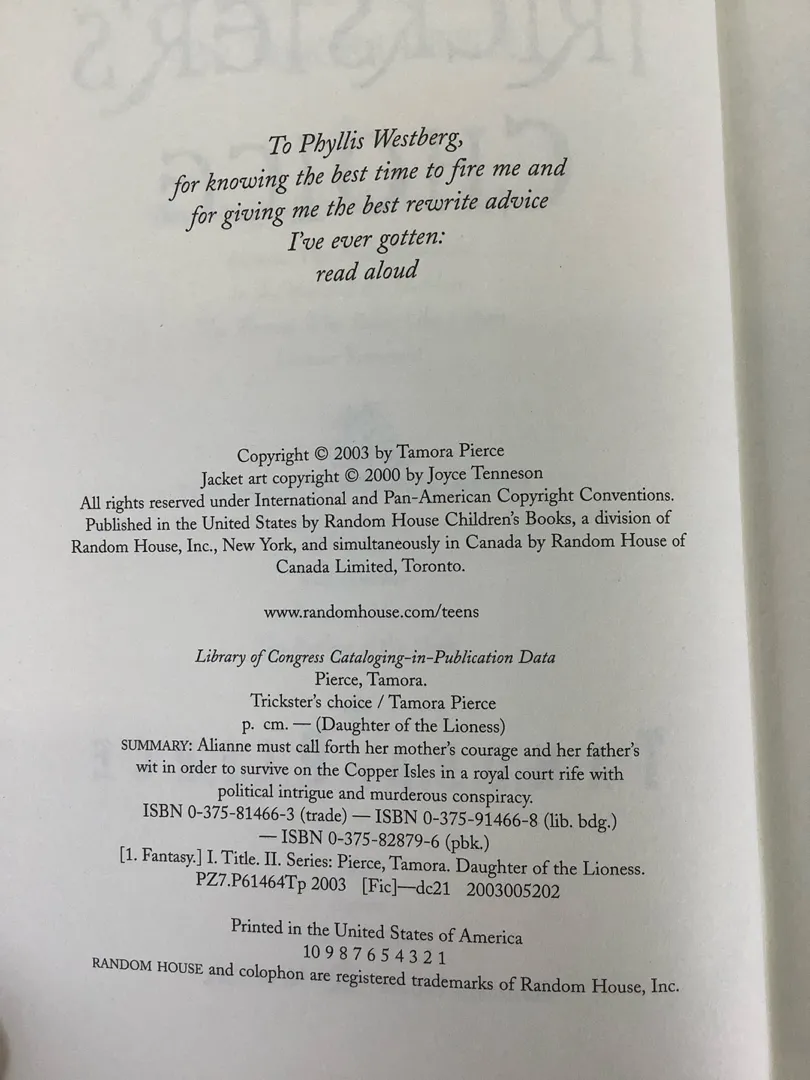 To Phyllis Westberg,
for knowing the best time to fire me and
for giving me the best rewrite advice
I've ever gotten:
read aloud
Copyright © 2003 by Tamora Pierce
Jacket art copyright © 2000 by Joyce Tenneson
All rights reserved under International and Pan-American Copyright Conventions.
Published in the United States by Random House Children's Books, a division of
Random House, Inc., New York, and simultaneously in Canada by Random House of
Canada Limited, Toronto.
www.randomhouse.com/teens
Library of Congress Cataloging-in-Publication Data
Pierce, Tamora.
Trickster's choice / Tamora Pierce
p. cm. — (Daughter of the Lioness)
SUMMARY: Alianne must call forth her mother's courage and her father's
wit in order to survive on the Copper Isles in a royal court rife with
political intrigue and murderous conspiracy.
ISBN 0-375-81466-3 (trade) — ISBN 0-375-91466-8 (lib. bdg.)
— ISBN 0-375-82879-6 (pbk.)
[1. Fantasy.] I. Title. II. Series: Pierce, Tamora. Daughter of the Lioness.
PZ7.P61464Tp 2003 [Fic]—dc21 2003005202
Printed in the United States of America
10 9 8 7 6 5 4 3 2 1
RANDOM HOUSE and colophon are registered trademarks of Random House, Inc.